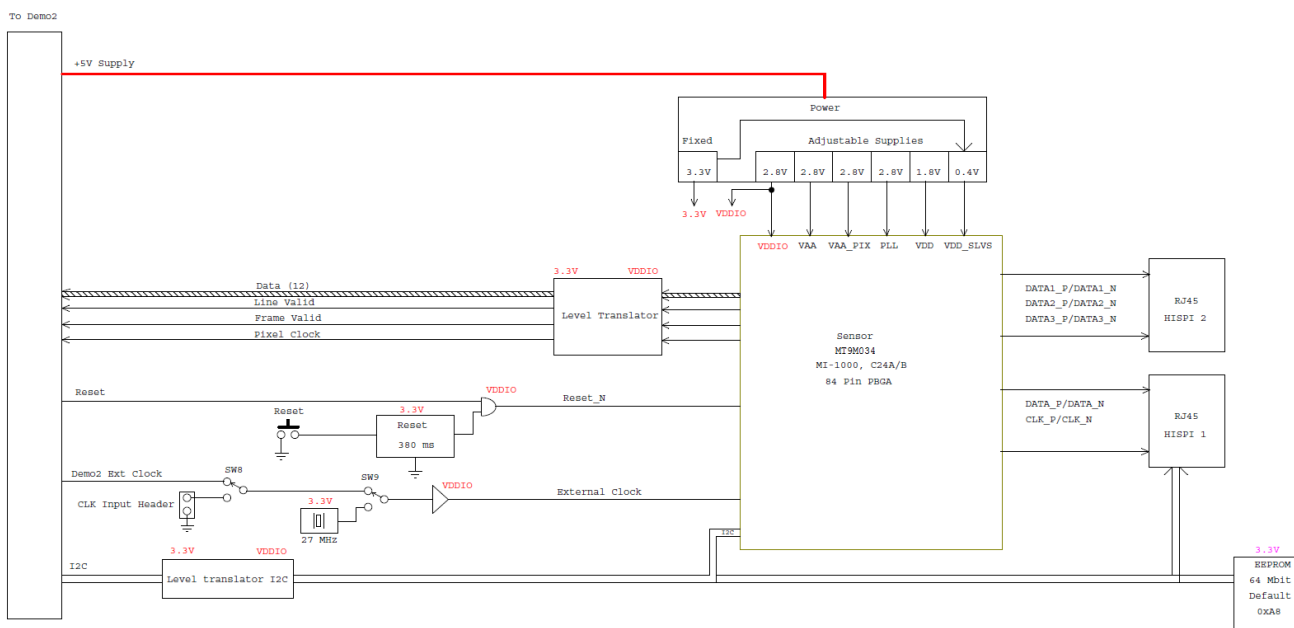 To Demo2
+5V Supply
Power
Fixed
Adjustable Supplies
3.3V
2.8V
2.8V
2.8V
2.8V
1.8V
0.4V
3.3V
VDDIO
VDDIO
VAA
VAA_PIX
PLL
VDD
VDD_SLVS
3.3V
VDDIO
Data (12)
Line Valid
Frame Valid
Pixel Clock
Level Translator
Sensor
MT9M034
MI-1000, C24A/B
84 Pin PBGA
DATA1_P/DATA1_N
DATA2_P/DATA2_N
DATA3_P/DATA3_N
RJ45
HISPI 2
DATA_P/DATA_N
CLK_P/CLK_N
RJ45
HISPI 1
Reset
VDDIO
Reset_N
Reset
3.3V
Reset
380 ms
Demo2 Ext Clock
SW8
SW9
CLK Input Header
3.3V
27 MHz
VDDIO
External Clock
I2C
I2C
3.3V
VDDIO
Level translator I2C
3.3V
EEPROM
64 Mbit
Default
0xA8